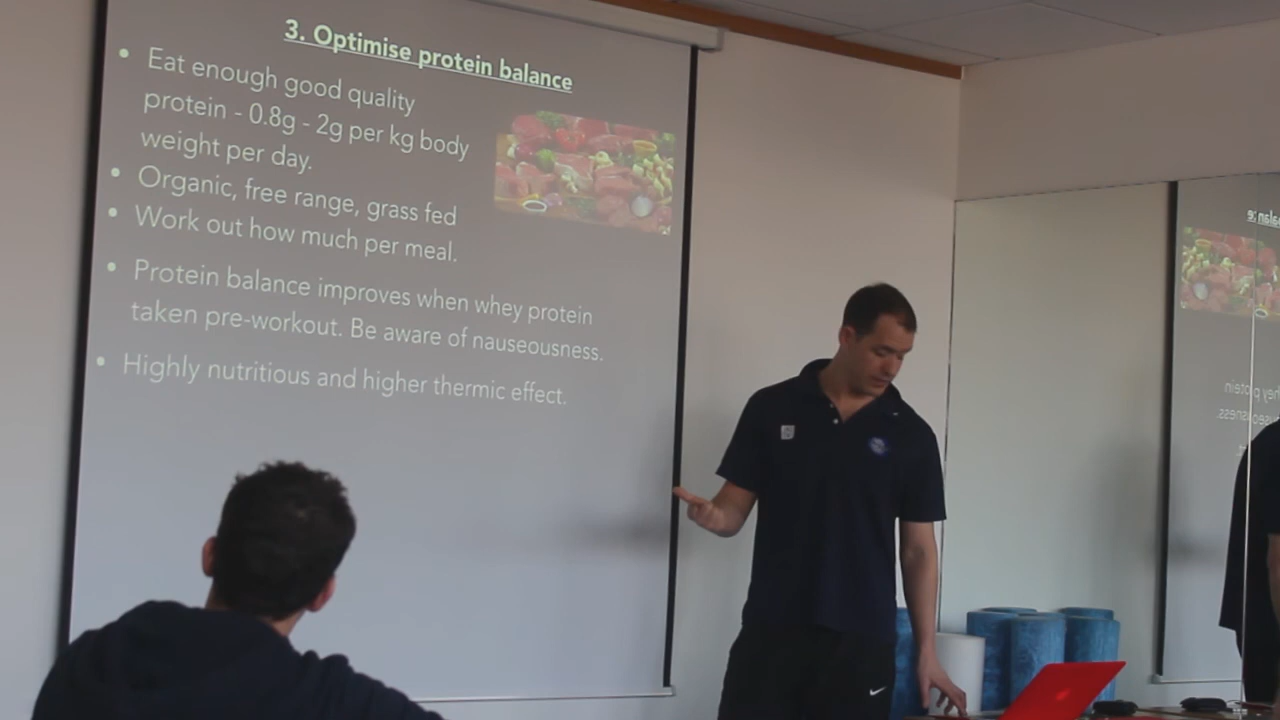 3. Optimise protein balance
• Eat enough good quality
protein - 0.8g - 2g per kg body
weight per day.
• Organic, free range, grass fed
• Work out how much per meal.
• Protein balance improves when whey protein
taken pre-workout. Be aware of nauseousness.
• Highly nutritious and higher thermic effect.